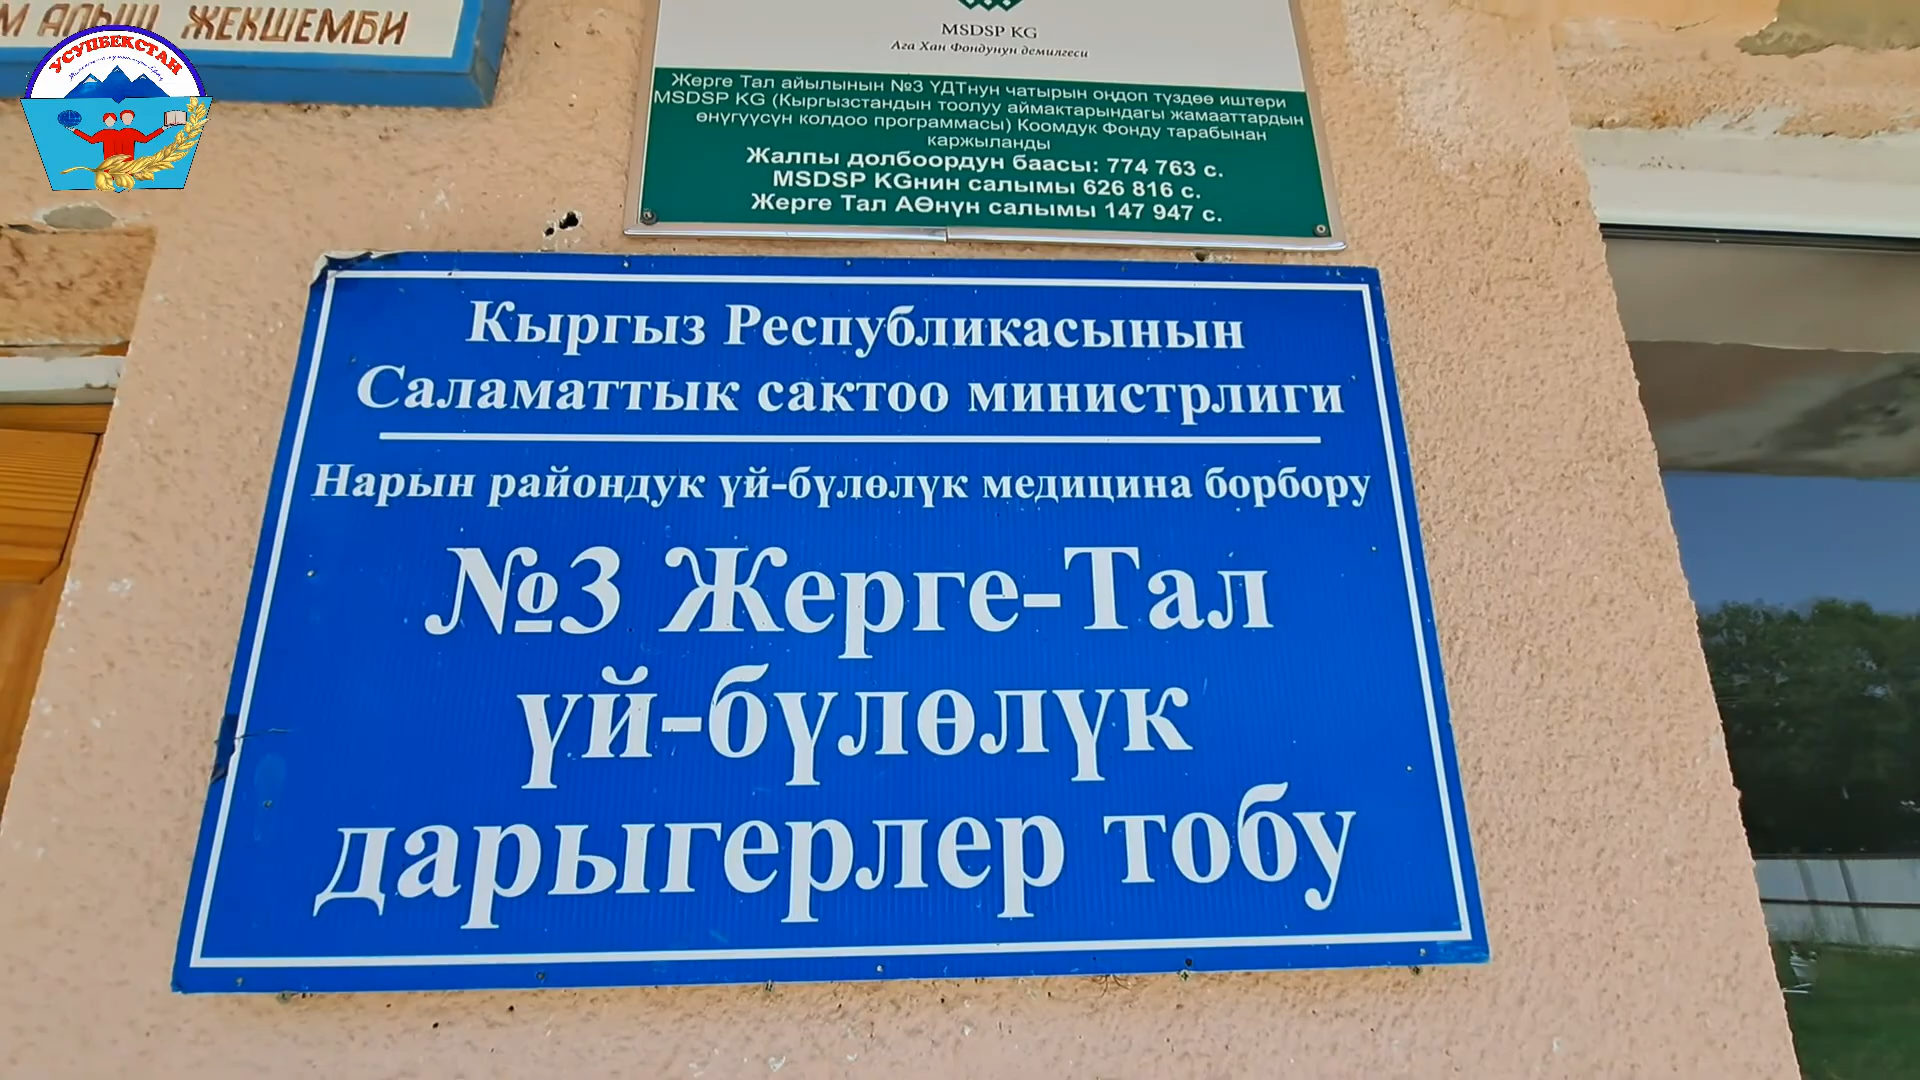 АЛЫШ, ЖЕКШЕМБИ
УСУПБЕКСТАН
MSDSP KG
Ага Хан Фондунун демилгеси
Жерге Тал айылынын №3 ҮДТнун чатырын оңдоп түздөө иштери
MSDSP KG (Кыргызстандын тоолуу аймактарындагы жамааттардын
өнүгүүсүн колдоо программасы) Коомдук Фонду тарабынан
каржыланды
Жалпы долбоордун баасы: 774 763 с.
MSDSP KGнин салымы 626 816 с.
Жерге Тал АӨнүн салымы 147 947 с.
Кыргыз Республикасынын
Саламаттык сактоо министрлиги
Нарын райондук үй-бүлөлүк медицина борбору
№3 Жерге-Тал
үй-бүлөлүк
дарыгерлер тобу